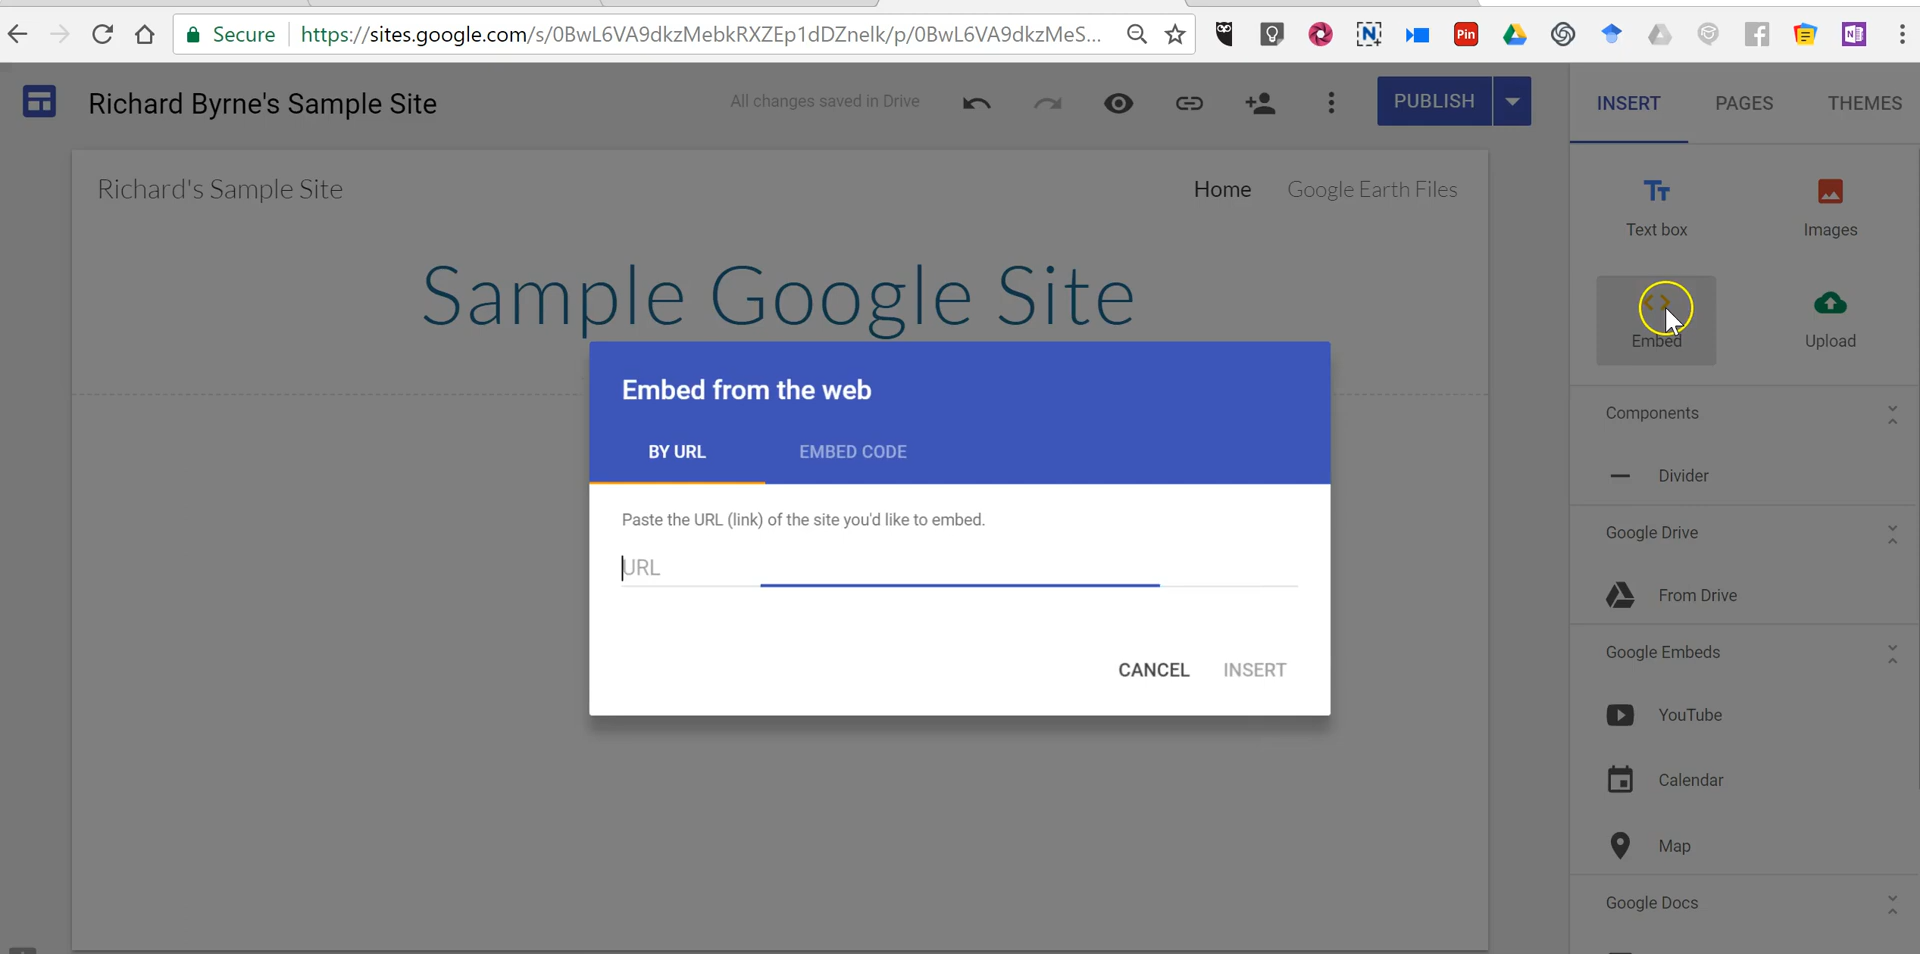 Secure https://sites.google.com/s/0BwL6VA9dkzMebkRXZEp1dDZnelk/p/0BwL6VA9dkzMeS...
Pin
N
Richard Byrne's Sample Site
All changes saved in Drive
PUBLISH
INSERT PAGES THEMES
Richard's Sample Site
Home Google Earth Files
Sample Google Site
Tt
Text box Images
Embed Upload
Embed from the web
BY URL EMBED CODE
Paste the URL (link) of the site you'd like to embed.
URL
CANCEL INSERT
Components
Divider
Google Drive
From Drive
Google Embeds
YouTube
Calendar
Map
Google Docs